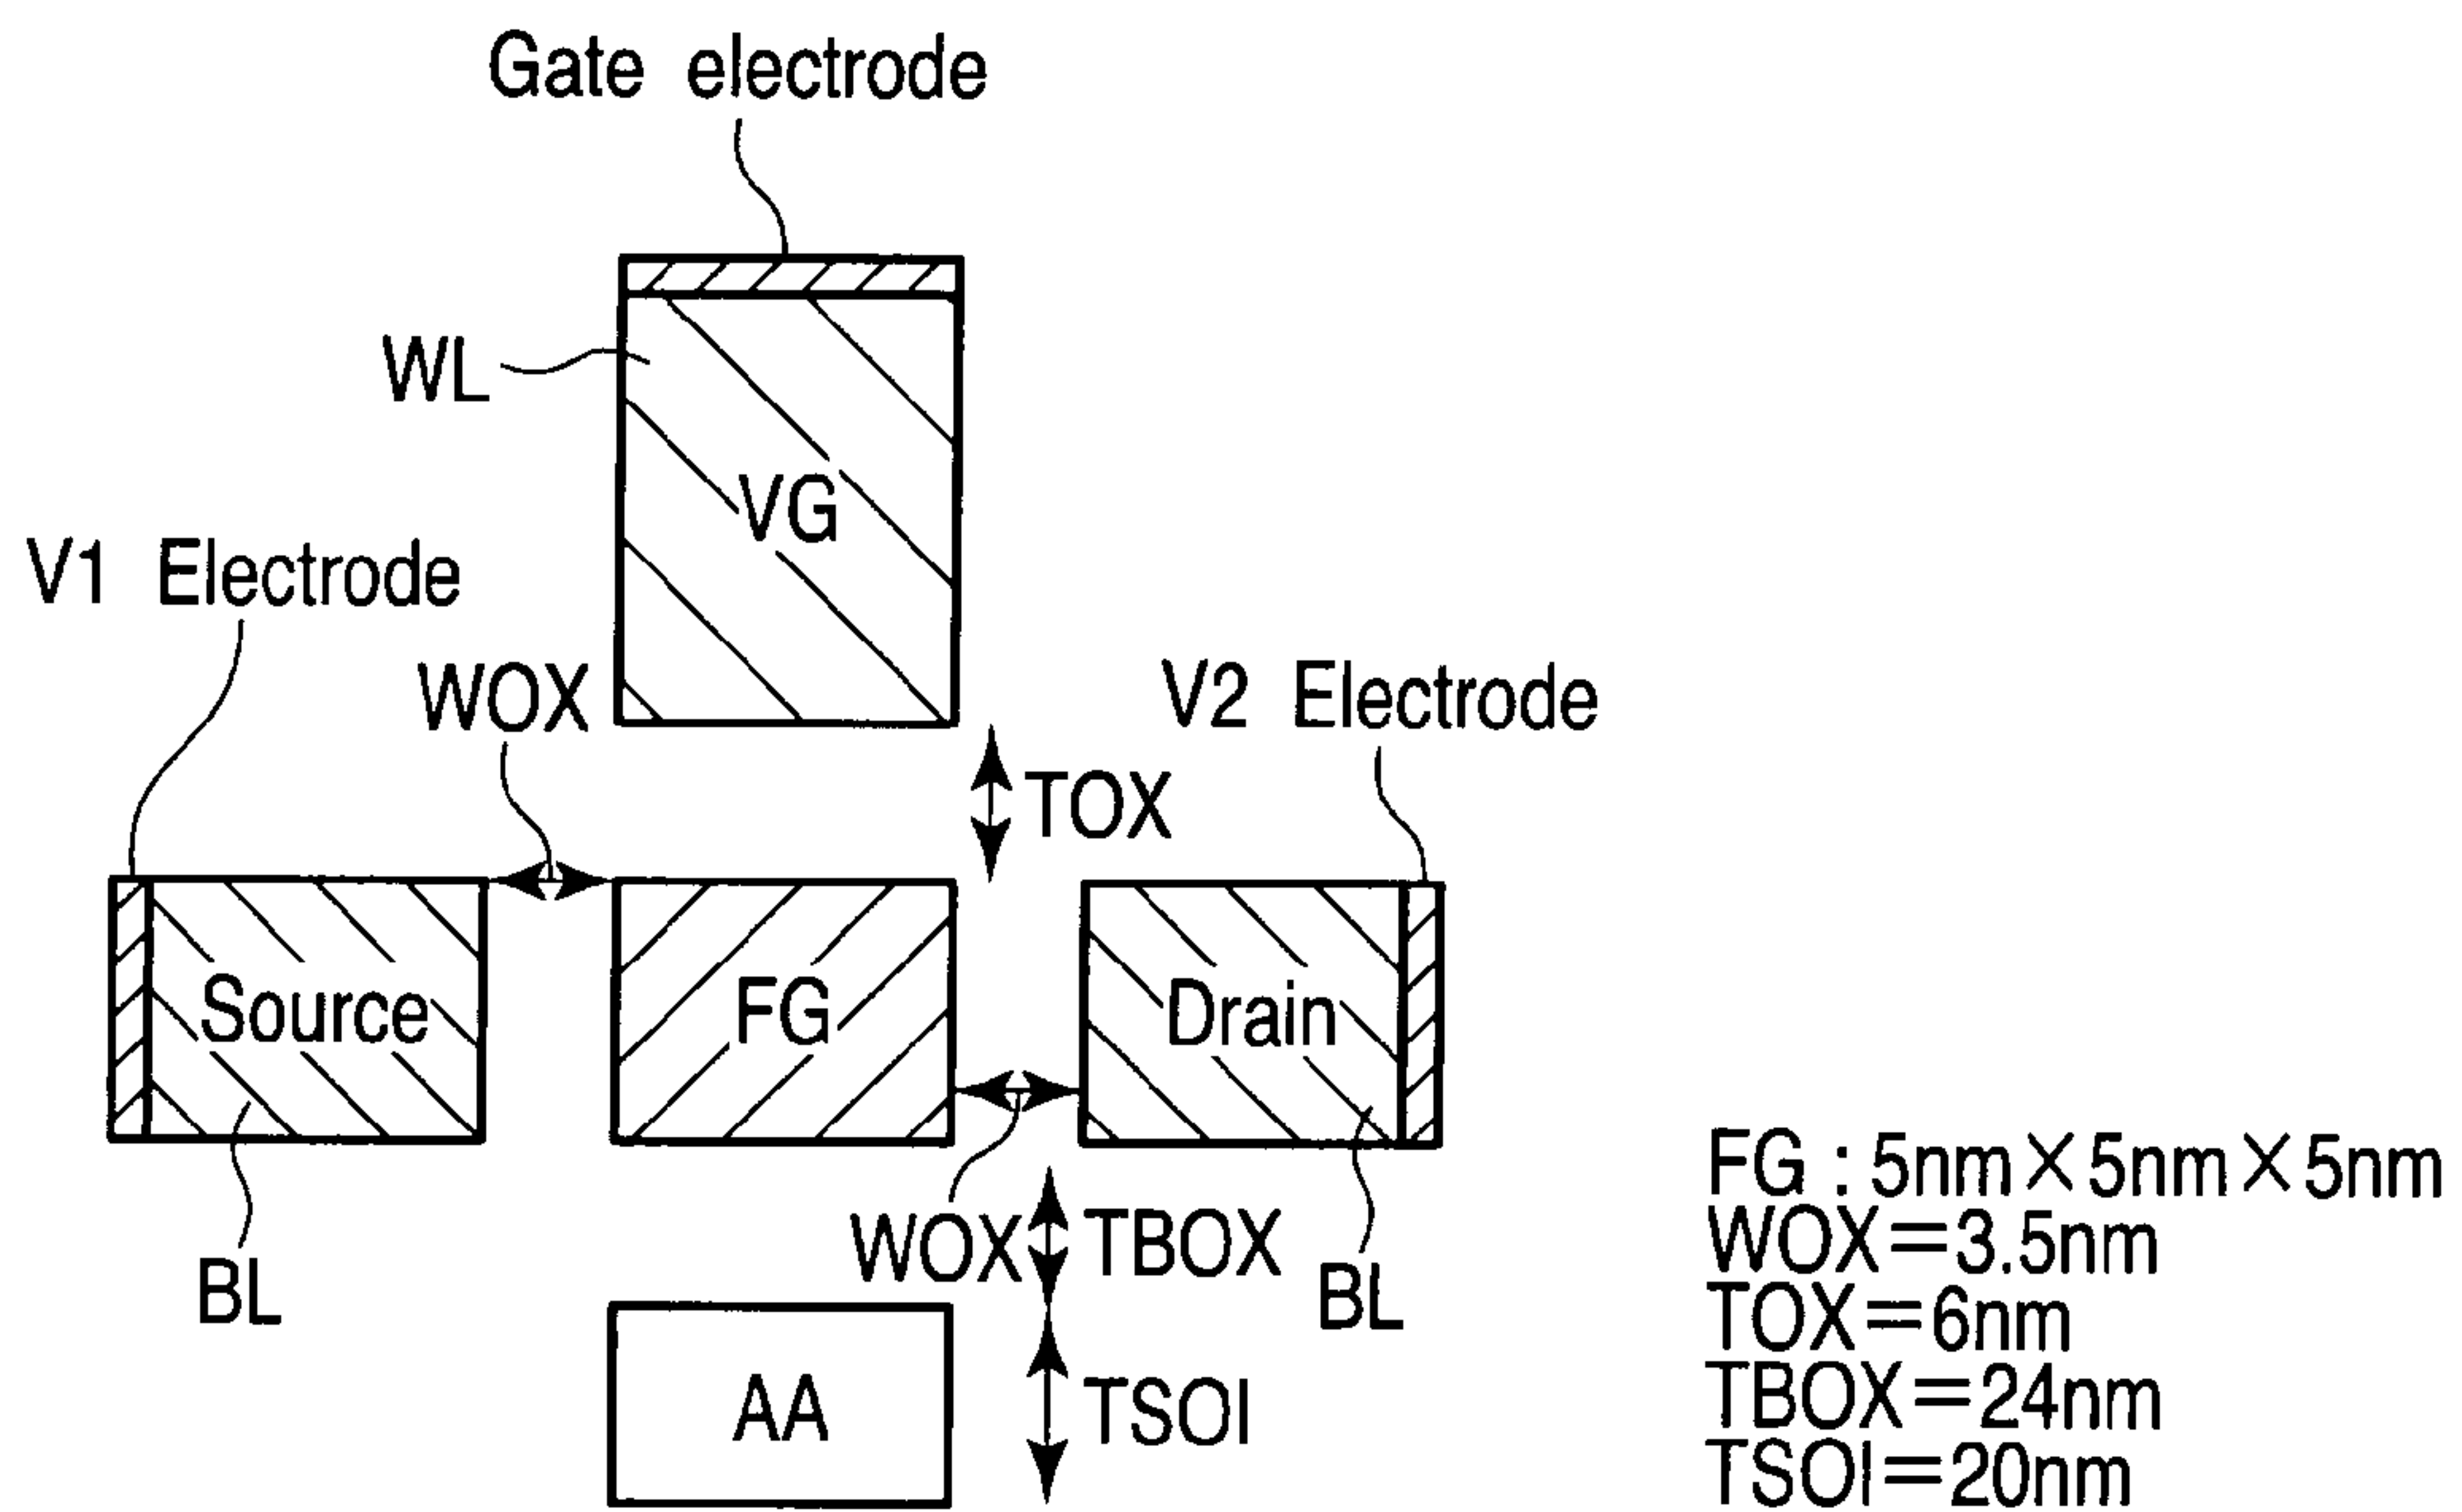 Gate electrode
WL
VG
V1 Electrode
WOX
V2 Electrode
TOX
Source
FG
Drain
WOX
TBOX
BL
BL
AA
TSOI
FG : 5nm×5nm×5nm
WOX=3.5nm
TOX=6nm
TBOX=24nm
TSOI=20nm